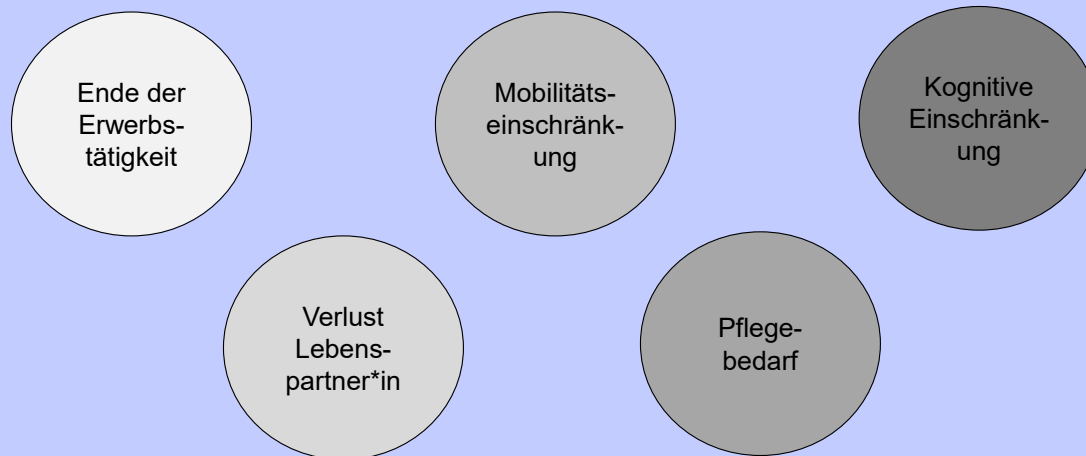 Ende der
Erwerbs-
tätigkeit
Verlust
Lebens-
partner*in
Mobilitäts-
einschränk-
ung
Pflege-
bedarf
Kognitive
Einschränk-
ung